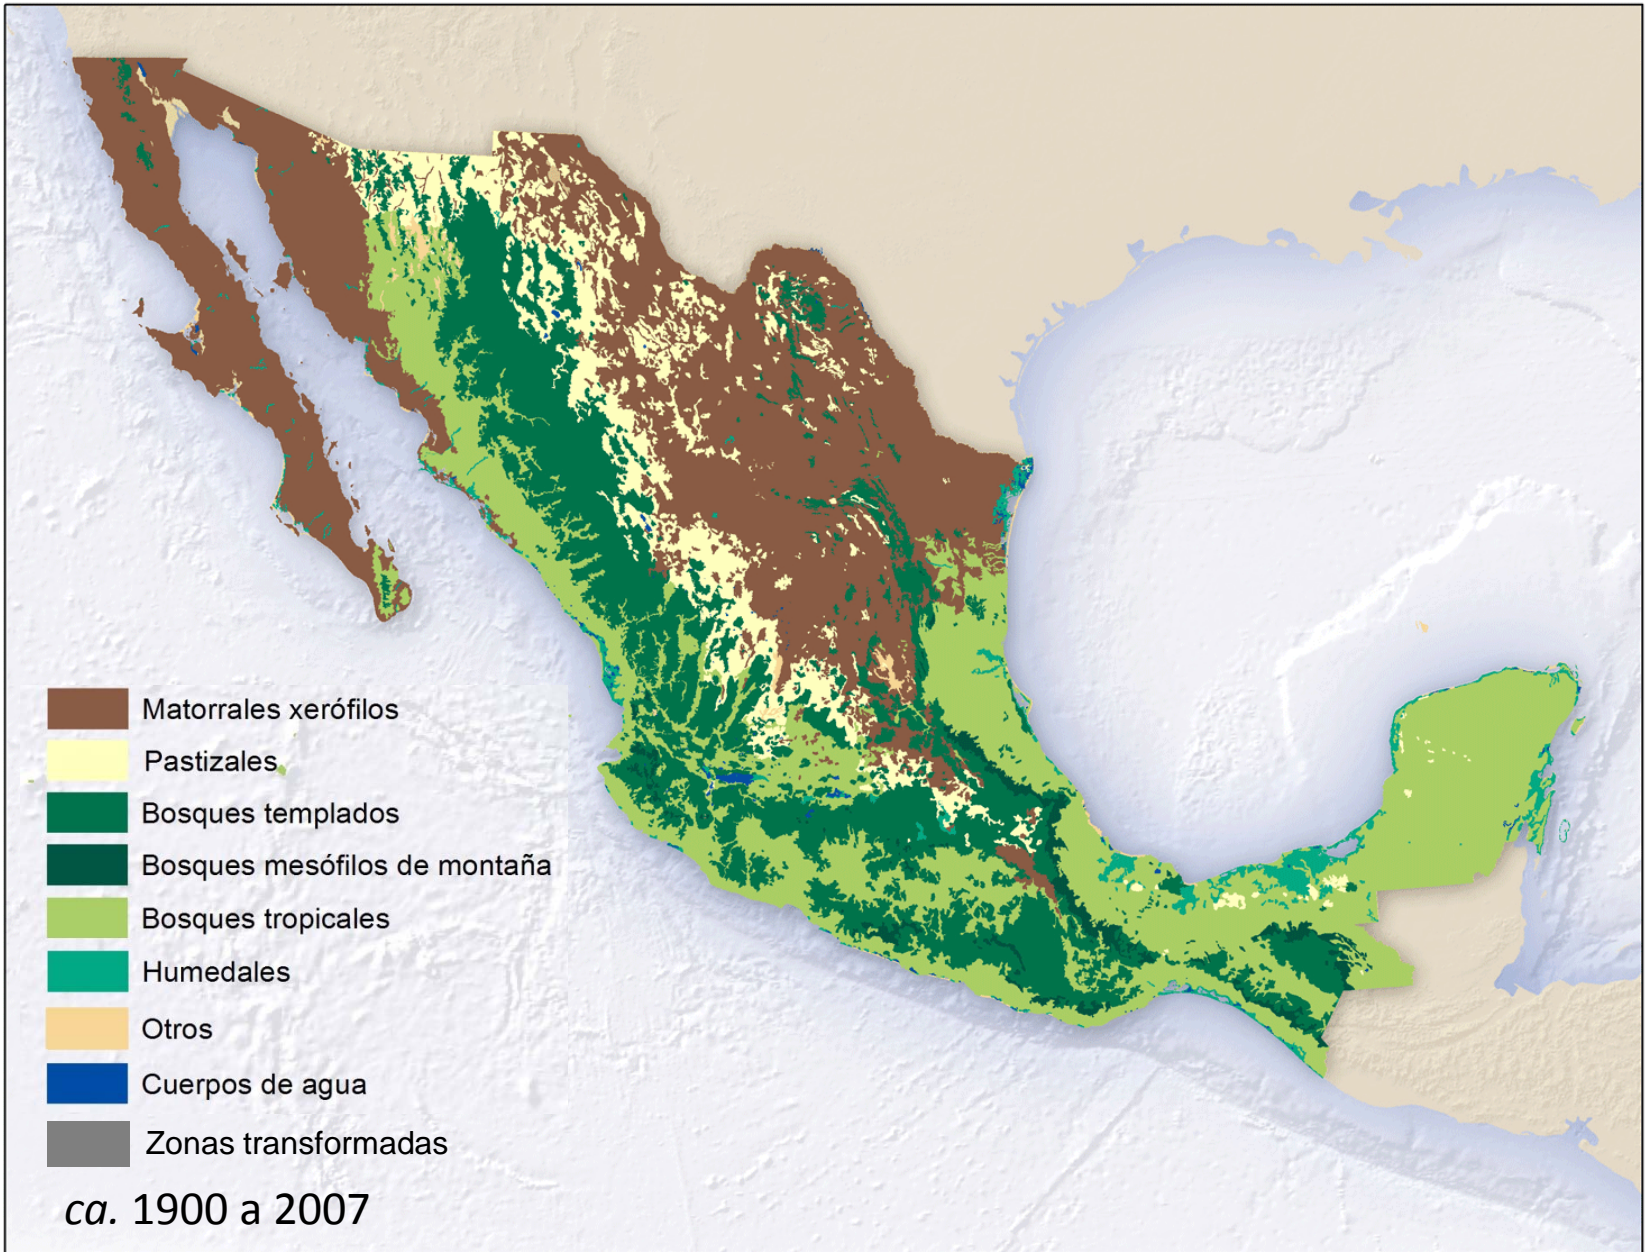 Matorrales xerófilos
Pastizales
Bosques templados
Bosques mesófilos de montaña
Bosques tropicales
Humedales
Otros
Cuerpos de agua
Zonas transformadas
ca. 1900 a 2007